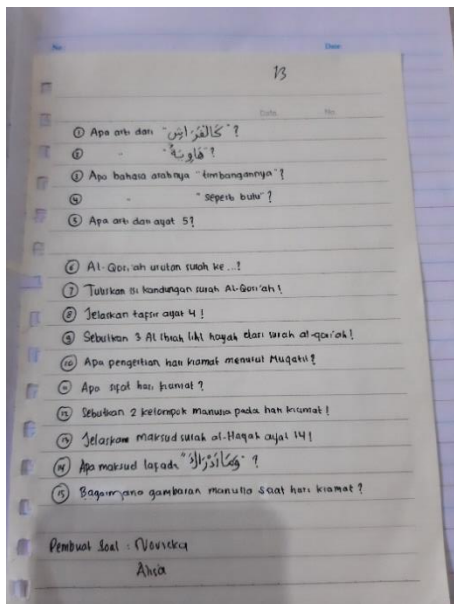 No
Date
13
Date No
① Apa arti dari "كَالْفَرَاشِ"?
② " "هَاوِيَةٌ"?
③ Apa bahasa arabnya "timbangannya"?
④ " "seperti bulu"?
⑤ Apa arti dari ayat 5?
⑥ Al-Qori'ah urutan surah ke...!
⑦ Tuliskan isi kandungan surah Al-Qori'ah!
⑧ Jelaskan tafsir ayat 4!
⑨ Sebutkan 3 Al Ibrah lihl hayah dari surah al-qori'ah!
⑩ Apa pengertian hari kiamat menurut Muqatil?
⑪ Apa sifat hari kiamat?
⑫ Sebutkan 2 kelompok manusia pada hari kiamat!
⑬ Jelaskan maksud surah al-Haqah ayat 14!
⑭ Apa maksud lafadz "وَمَا أَدْرَاكَ"?
⑮ Bagaimana gambaran manusia saat hari kiamat?
Pembuat Soal : Novieka